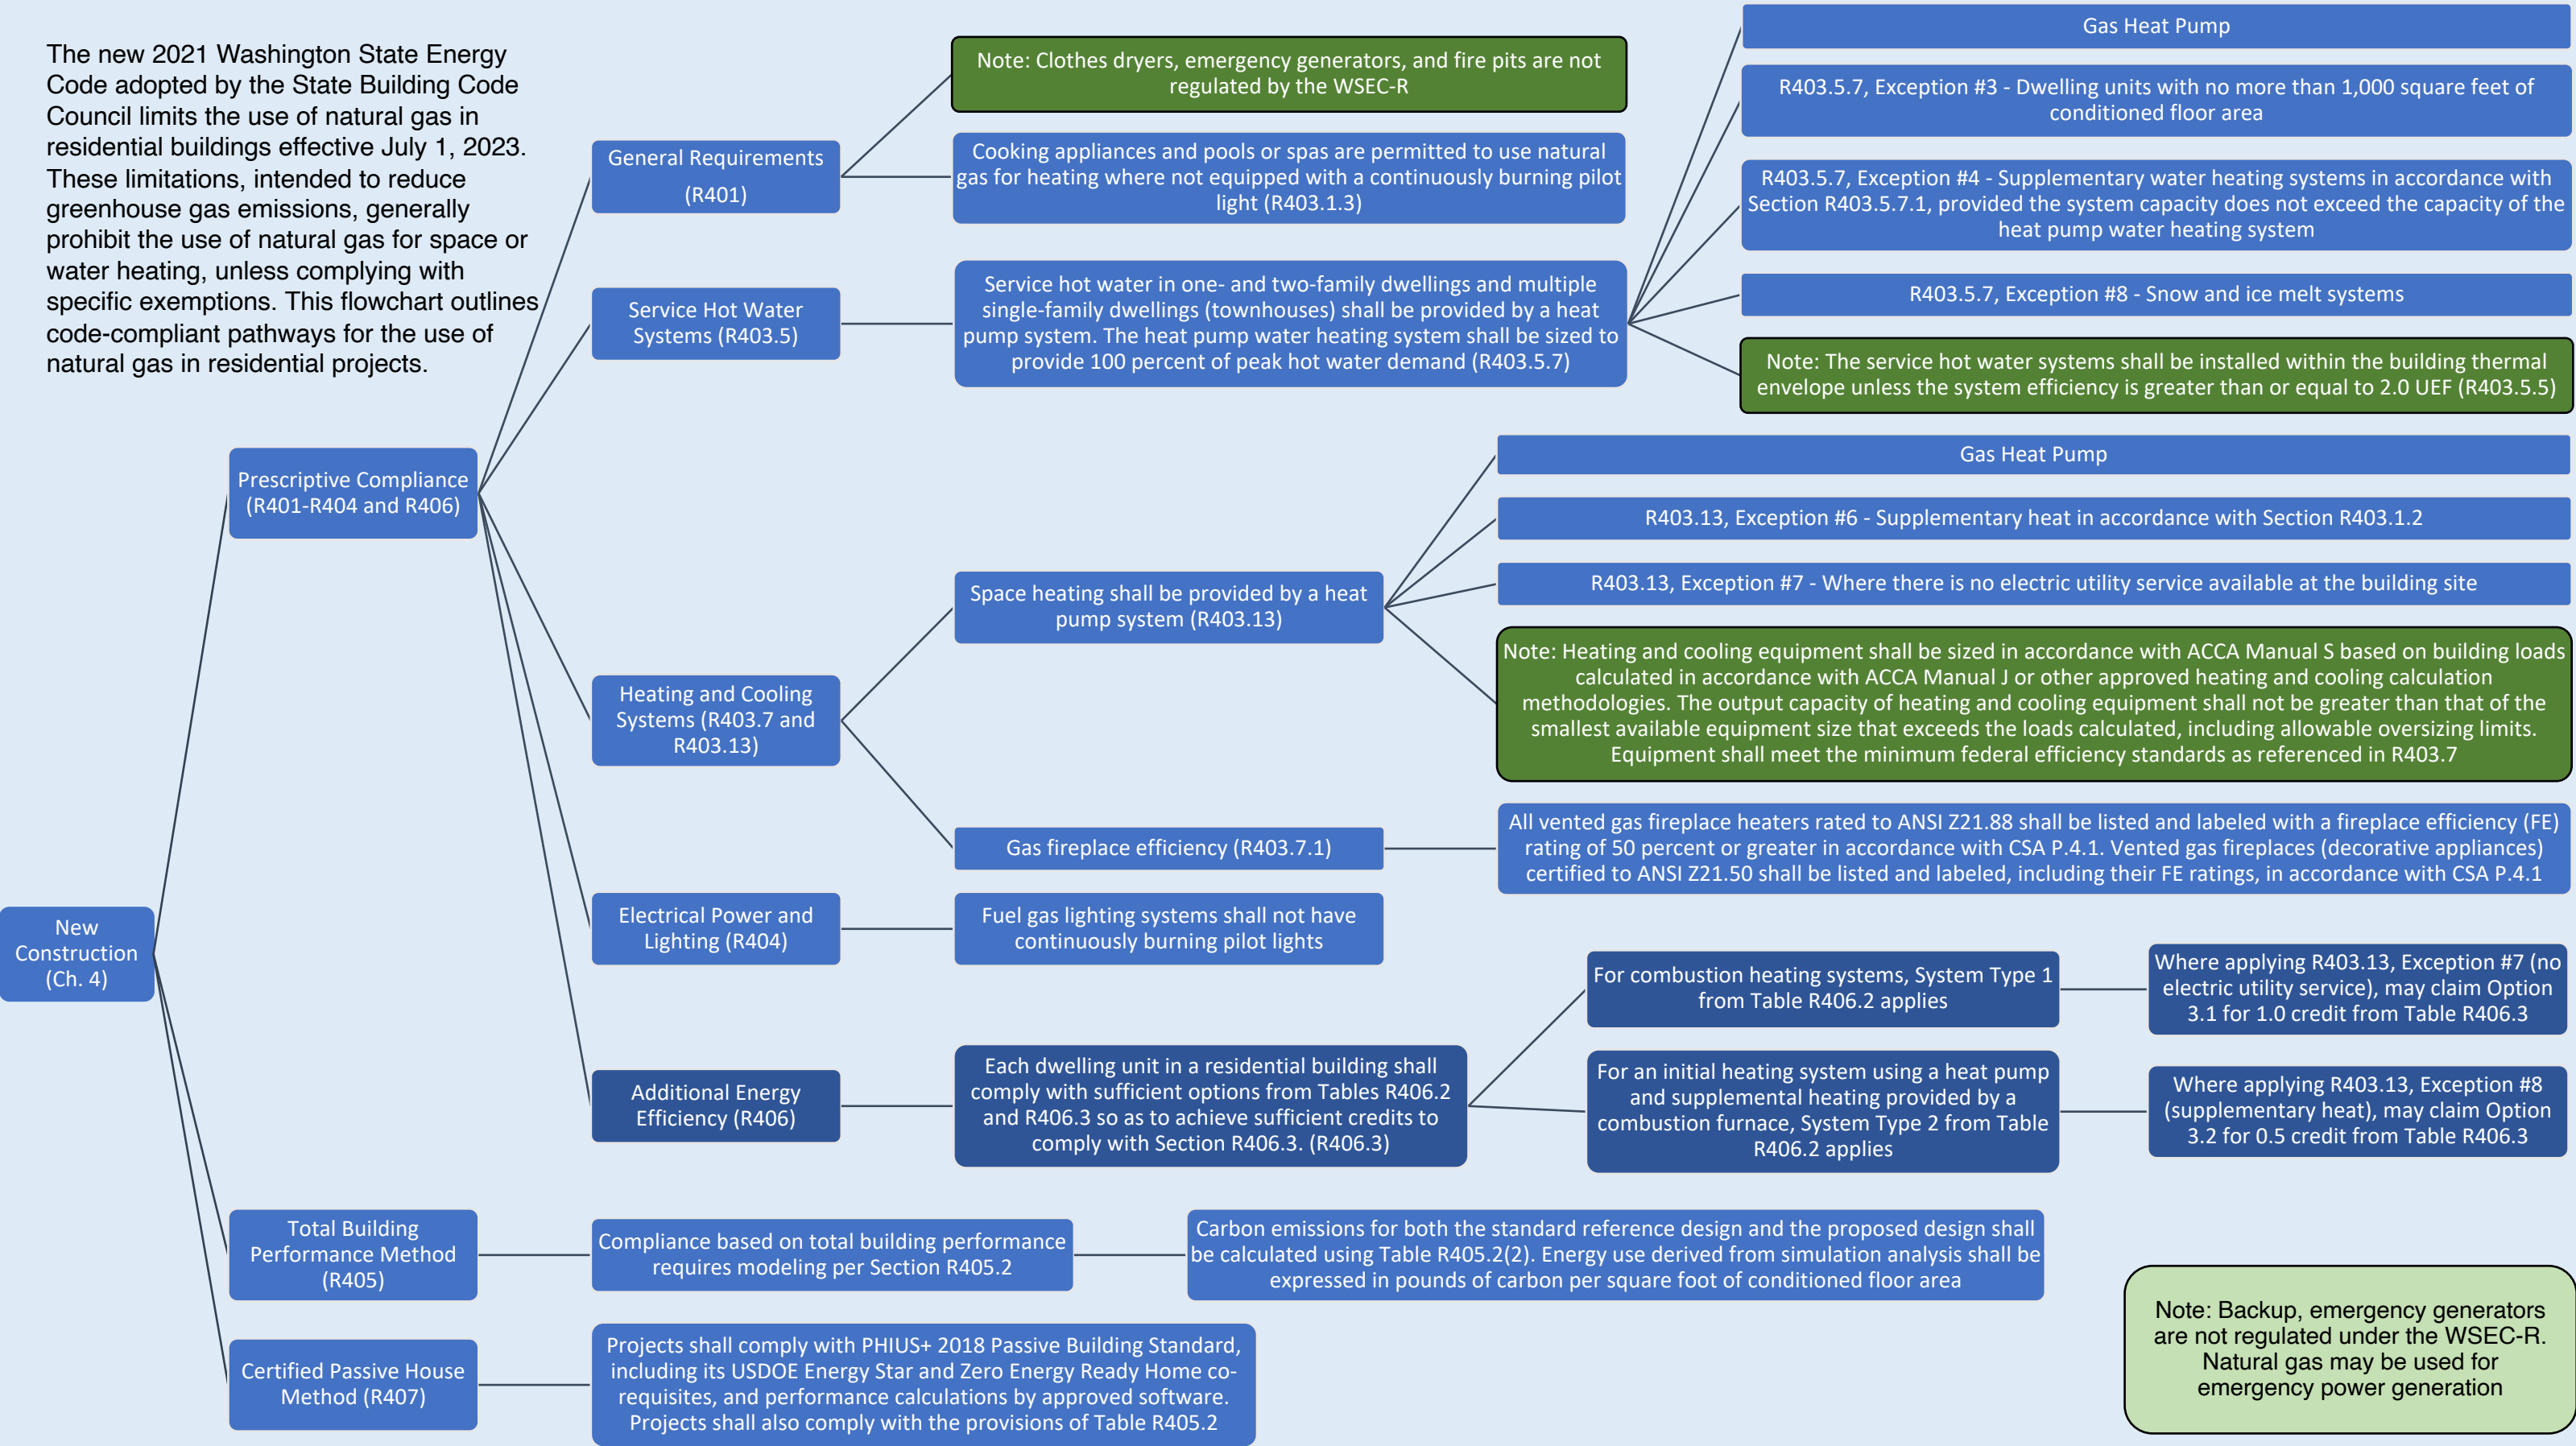 The new 2021 Washington State Energy
Code adopted by the State Building Code
Council limits the use of natural gas in
residential buildings effective July 1, 2023.
These limitations, intended to reduce
greenhouse gas emissions, generally
prohibit the use of natural gas for space or
water heating, unless complying with
specific exemptions. This flowchart outlines
code-compliant pathways for the use of
natural gas in residential projects.
New
Construction
(Ch. 4)
Prescriptive Compliance
(R401-R404 and R406)
General Requirements
(R401)
Note: Clothes dryers, emergency generators, and fire pits are not
regulated by the WSEC-R
Cooking appliances and pools or spas are permitted to use natural
gas for heating where not equipped with a continuously burning pilot
light (R403.1.3)
Service Hot Water
Systems (R403.5)
Service hot water in one- and two-family dwellings and multiple
single-family dwellings (townhouses) shall be provided by a heat
pump system. The heat pump water heating system shall be sized to
provide 100 percent of peak hot water demand (R403.5.7)
Gas Heat Pump
R403.5.7, Exception #3 - Dwelling units with no more than 1,000 square feet of
conditioned floor area
R403.5.7, Exception #4 - Supplementary water heating systems in accordance with
Section R403.5.7.1, provided the system capacity does not exceed the capacity of the
heat pump water heating system
R403.5.7, Exception #8 - Snow and ice melt systems
Note: The service hot water systems shall be installed within the building thermal
envelope unless the system efficiency is greater than or equal to 2.0 UEF (R403.5.5)
Heating and Cooling
Systems (R403.7 and
R403.13)
Space heating shall be provided by a heat
pump system (R403.13)
Gas Heat Pump
R403.13, Exception #6 - Supplementary heat in accordance with Section R403.1.2
R403.13, Exception #7 - Where there is no electric utility service available at the building site
Note: Heating and cooling equipment shall be sized in accordance with ACCA Manual S based on building loads
calculated in accordance with ACCA Manual J or other approved heating and cooling calculation
methodologies. The output capacity of heating and cooling equipment shall not be greater than that of the
smallest available equipment size that exceeds the loads calculated, including allowable oversizing limits.
Equipment shall meet the minimum federal efficiency standards as referenced in R403.7
Gas fireplace efficiency (R403.7.1)
All vented gas fireplace heaters rated to ANSI Z21.88 shall be listed and labeled with a fireplace efficiency (FE)
rating of 50 percent or greater in accordance with CSA P.4.1. Vented gas fireplaces (decorative appliances)
certified to ANSI Z21.50 shall be listed and labeled, including their FE ratings, in accordance with CSA P.4.1
Electrical Power and
Lighting (R404)
Fuel gas lighting systems shall not have
continuously burning pilot lights
Additional Energy
Efficiency (R406)
Each dwelling unit in a residential building shall
comply with sufficient options from Tables R406.2
and R406.3 so as to achieve sufficient credits to
comply with Section R406.3. (R406.3)
For combustion heating systems, System Type 1
from Table R406.2 applies
Where applying R403.13, Exception #7 (no
electric utility service), may claim Option
3.1 for 1.0 credit from Table R406.3
For an initial heating system using a heat pump
and supplemental heating provided by a
combustion furnace, System Type 2 from Table
R406.2 applies
Where applying R403.13, Exception #8
(supplementary heat), may claim Option
3.2 for 0.5 credit from Table R406.3
Total Building
Performance Method
(R405)
Compliance based on total building performance
requires modeling per Section R405.2
Carbon emissions for both the standard reference design and the proposed design shall
be calculated using Table R405.2(2). Energy use derived from simulation analysis shall be
expressed in pounds of carbon per square foot of conditioned floor area
Certified Passive House
Method (R407)
Projects shall comply with PHIUS+ 2018 Passive Building Standard,
including its USDOE Energy Star and Zero Energy Ready Home co-
requisites, and performance calculations by approved software.
Projects shall also comply with the provisions of Table R405.2
Note: Backup, emergency generators
are not regulated under the WSEC-R.
Natural gas may be used for
emergency power generation